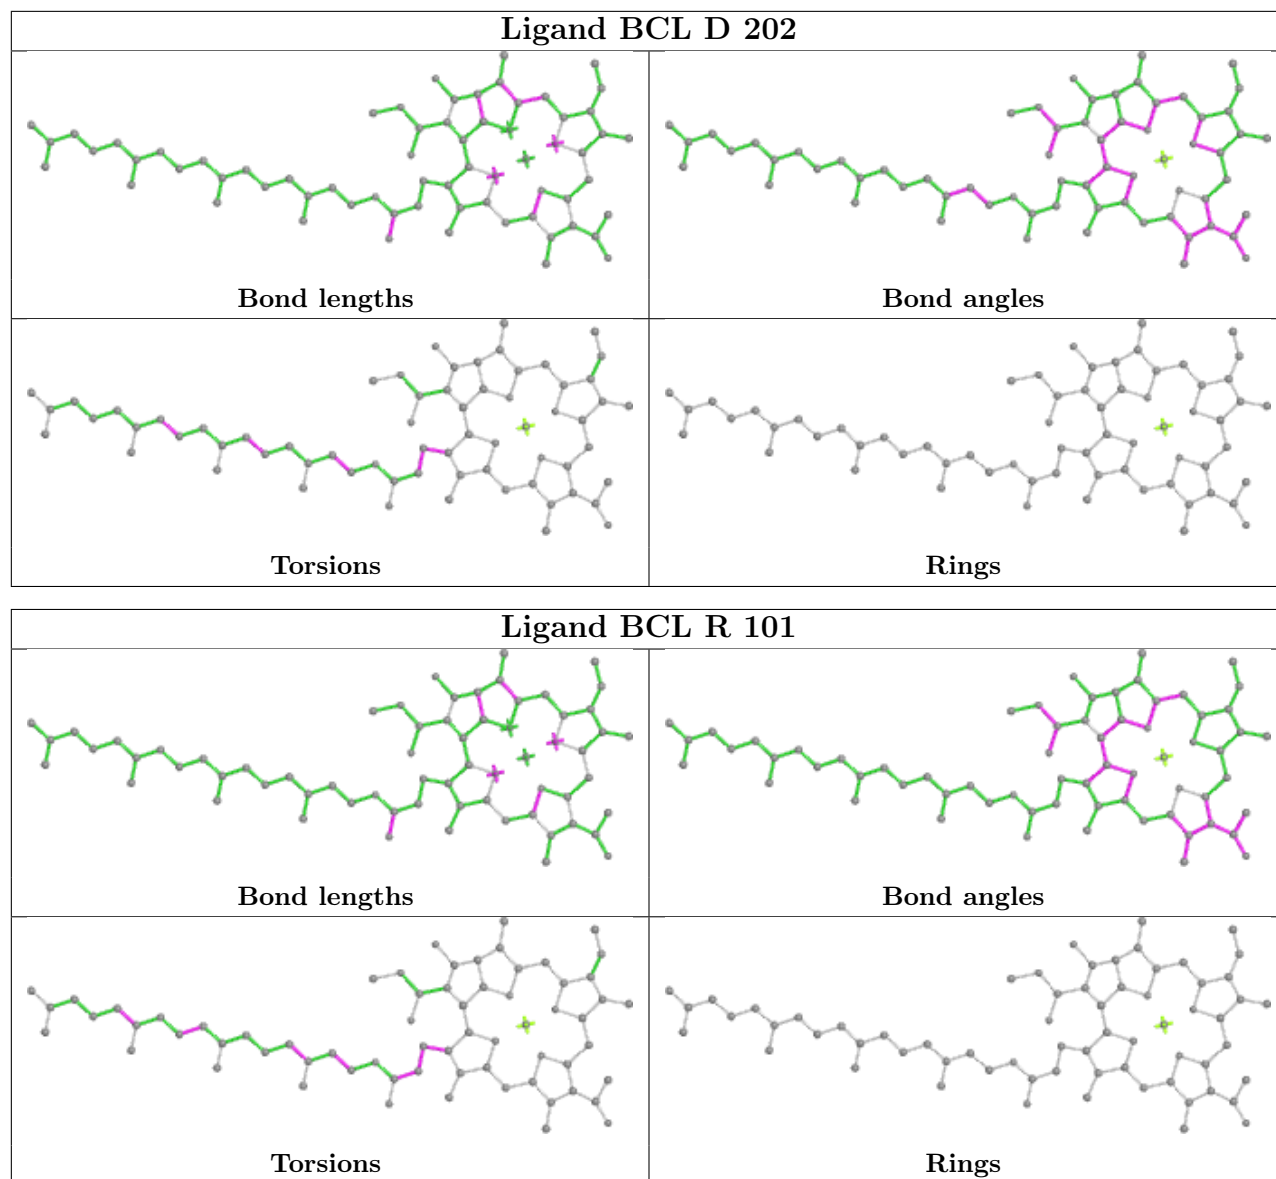 Ligand BCL D 202
Bond lengths
Bond angles
Torsions
Rings
Ligand BCL R 101
Bond lengths
Bond angles
Torsions
Rings